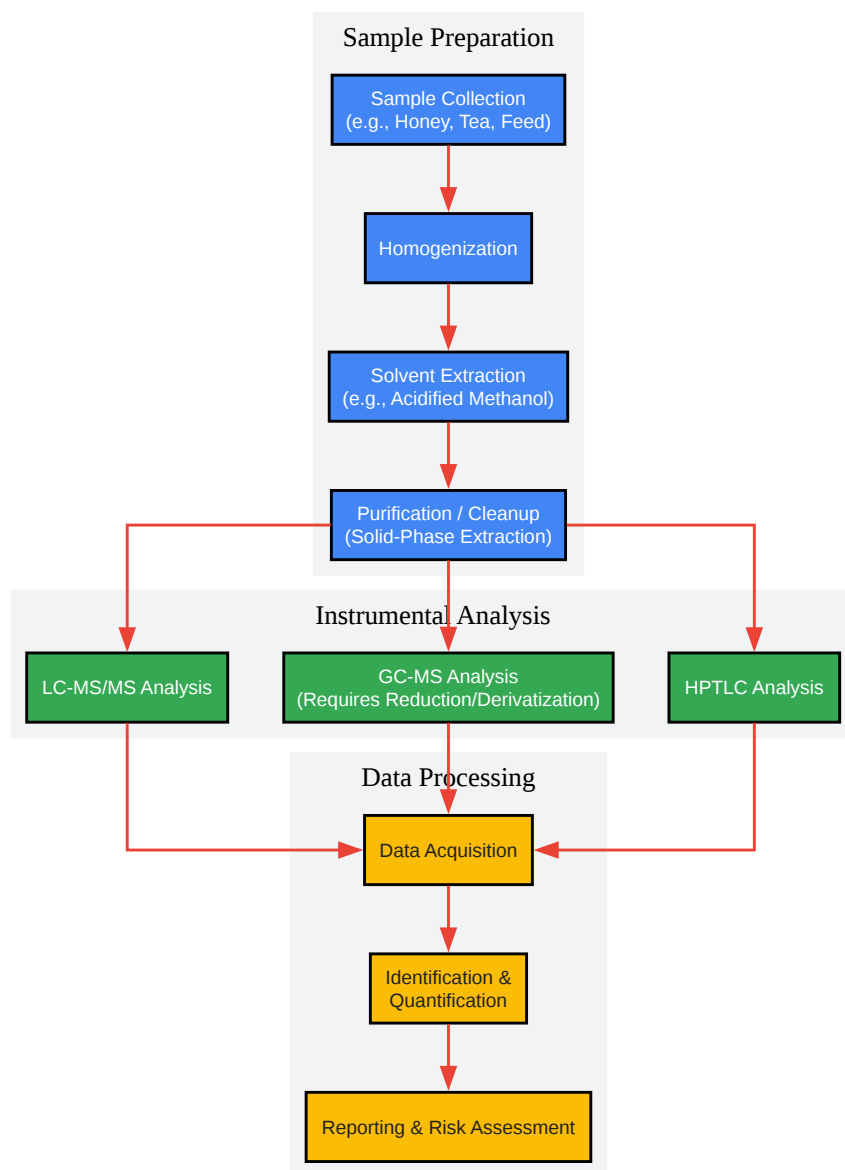 Sample Preparation
Sample Collection
(e.g., Honey, Tea, Feed)
Homogenization
Solvent Extraction
(e.g., Acidified Methanol)
Purification / Cleanup
(Solid-Phase Extraction)
Instrumental Analysis
LC-MS/MS Analysis
GC-MS Analysis
(Requires Reduction/Derivatization)
HPTLC Analysis
Data Processing
Data Acquisition
Identification &
Quantification
Reporting & Risk Assessment